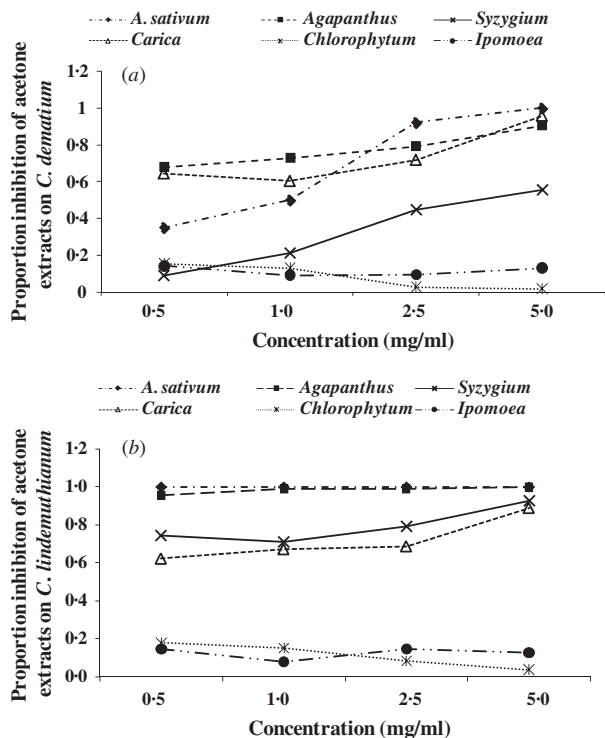 A. sativum Agapanthus Syzygium
Carica Chlorophytum Ipomoea
(a)
Proportion inhibition of acetone
extracts on C. dematium
1·2
1
0·8
0·6
0·4
0·2
0
0·5 1·0 2·5 5·0
Concentration (mg/ml)
A. sativum Agapanthus Syzygium
Carica Chlorophytum Ipomoea
(b)
Proportion inhibiton of acetone
extracts on C. lindemuthianum
1·2
1·0
0·8
0·6
0·4
0·2
0·0
0·5 1·0 2·5 5·0
Concentration (mg/ml)